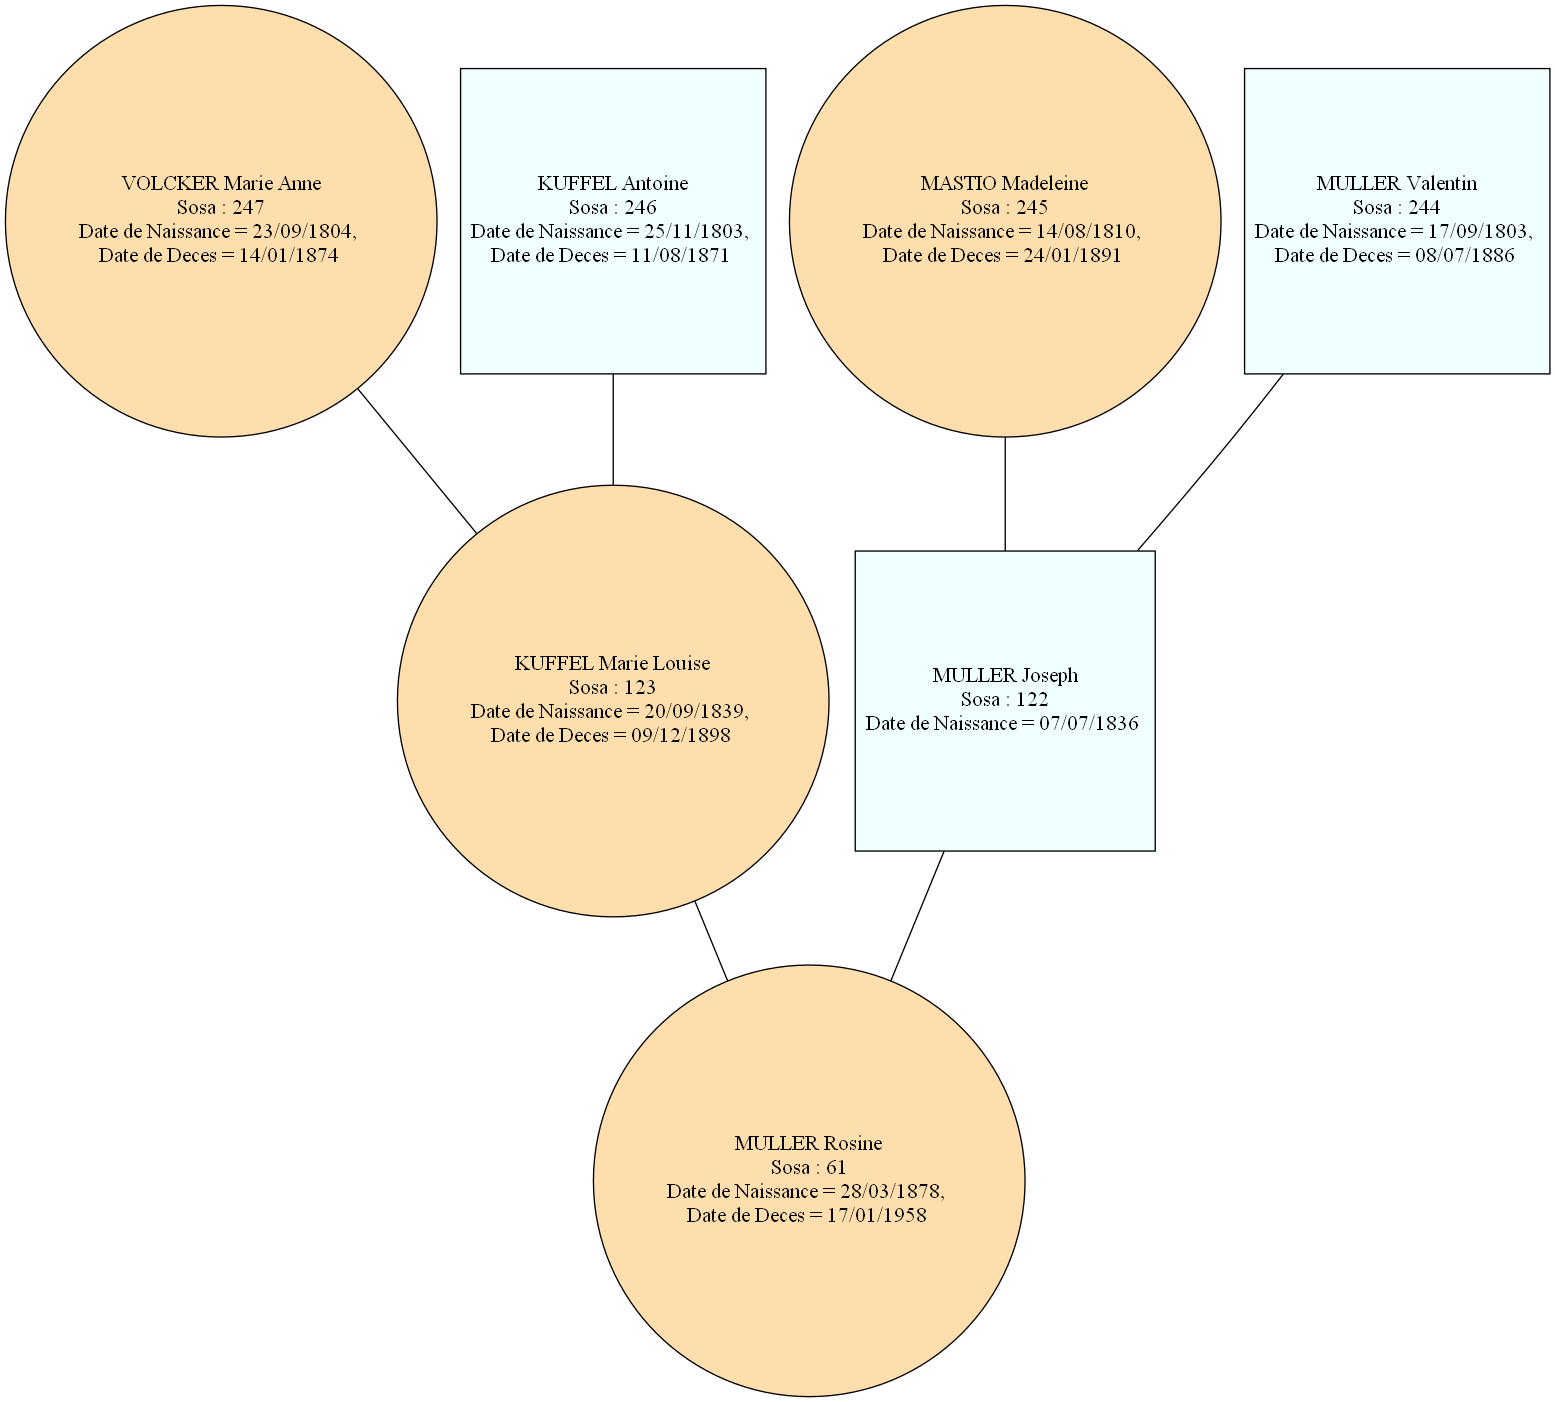 VOLCKER Marie Anne
Sosa : 247
Date de Naissance = 23/09/1804,
Date de Deces = 14/01/1874
KUFFEL Antoine
Sosa : 246
Date de Naissance = 25/11/1803,
Date de Deces = 11/08/1871
MASTIO Madeleine
Sosa : 245
Date de Naissance = 14/08/1810,
Date de Deces = 24/01/1891
MULLER Valentin
Sosa : 244
Date de Naissance = 17/09/1803,
Date de Deces = 08/07/1886
KUFFEL Marie Louise
Sosa : 123
Date de Naissance = 20/09/1839,
Date de Deces = 09/12/1898
MULLER Joseph
Sosa : 122
Date de Naissance = 07/07/1836
MULLER Rosine
Sosa : 61
Date de Naissance = 28/03/1878,
Date de Deces = 17/01/1958